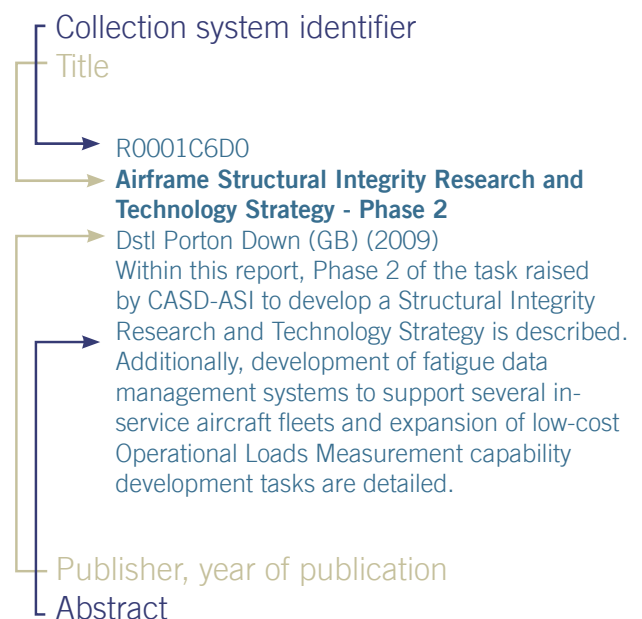 Collection system identifier
Title
R0001C6D0
Airframe Structural Integrity Research and
Technology Strategy - Phase 2
Dstl Porton Down (GB) (2009)
Within this report, Phase 2 of the task raised
by CASD-ASI to develop a Structural Integrity
Research and Technology Strategy is described.
Additionally, development of fatigue data
management systems to support several in-
service aircraft fleets and expansion of low-cost
Operational Loads Measurement capability
development tasks are detailed.
Publisher, year of publication
Abstract